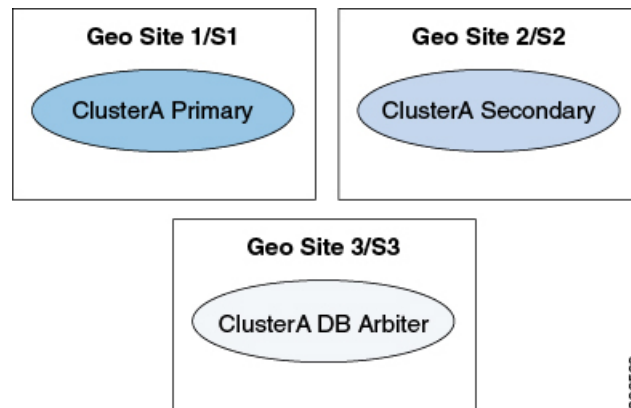 Geo Site 1/S1
ClusterA Primary
Geo Site 2/S2
ClusterA Secondary
Geo Site 3/S3
ClusterA DB Arbiter